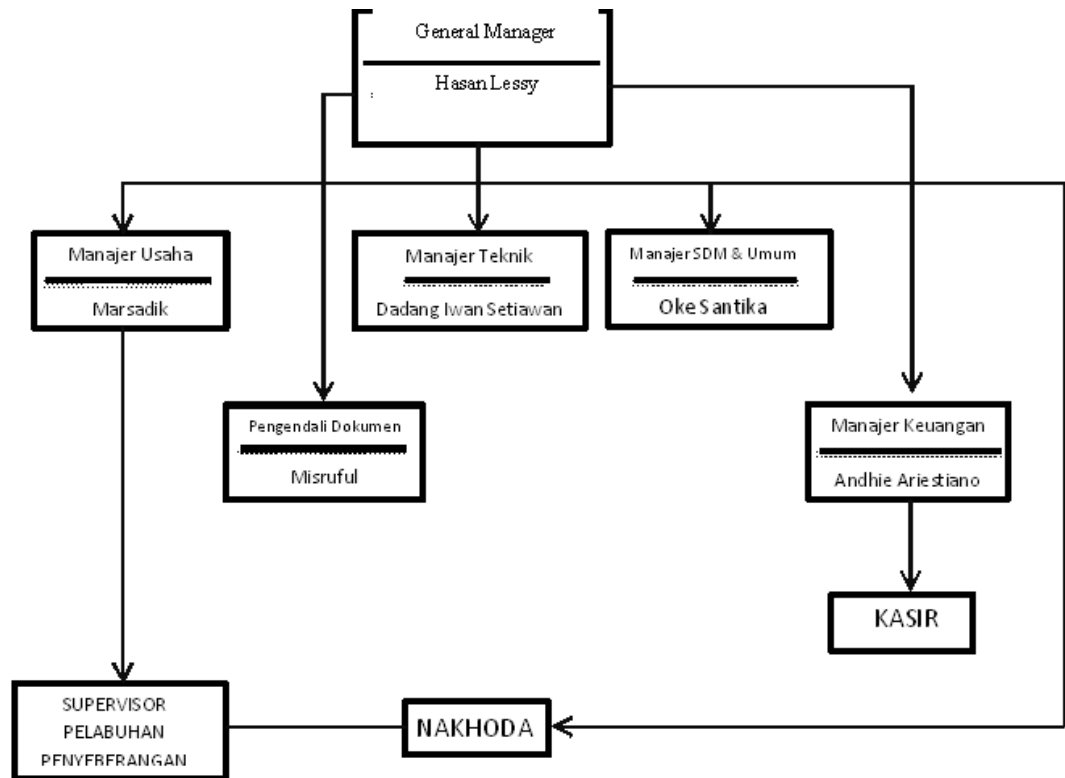 General Manager
Hasan Lessy
Manajer Usaha
Marsadik
Manajer Teknik
Dadang Iwan Setiawan
Manajer SDM & Umum
Oke Santika
Pengendali Dokumen
Misruful
Manajer Keuangan
Andhie Ariestiano
KASIR
SUPERVISOR
PELABUHAN
PENYEBERANGAN
NAKHODA